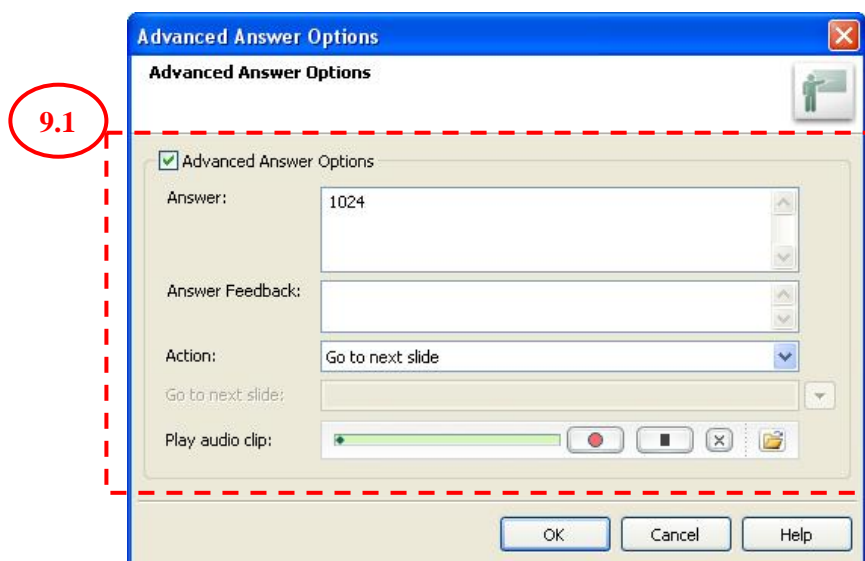 Advanced Answer Options
Advanced Answer Options
9.1
Advanced Answer Options
Answer: 1024
Answer Feedback:
Action: Go to next slide
Go to next slide:
Play audio clip:
OK Cancel Help